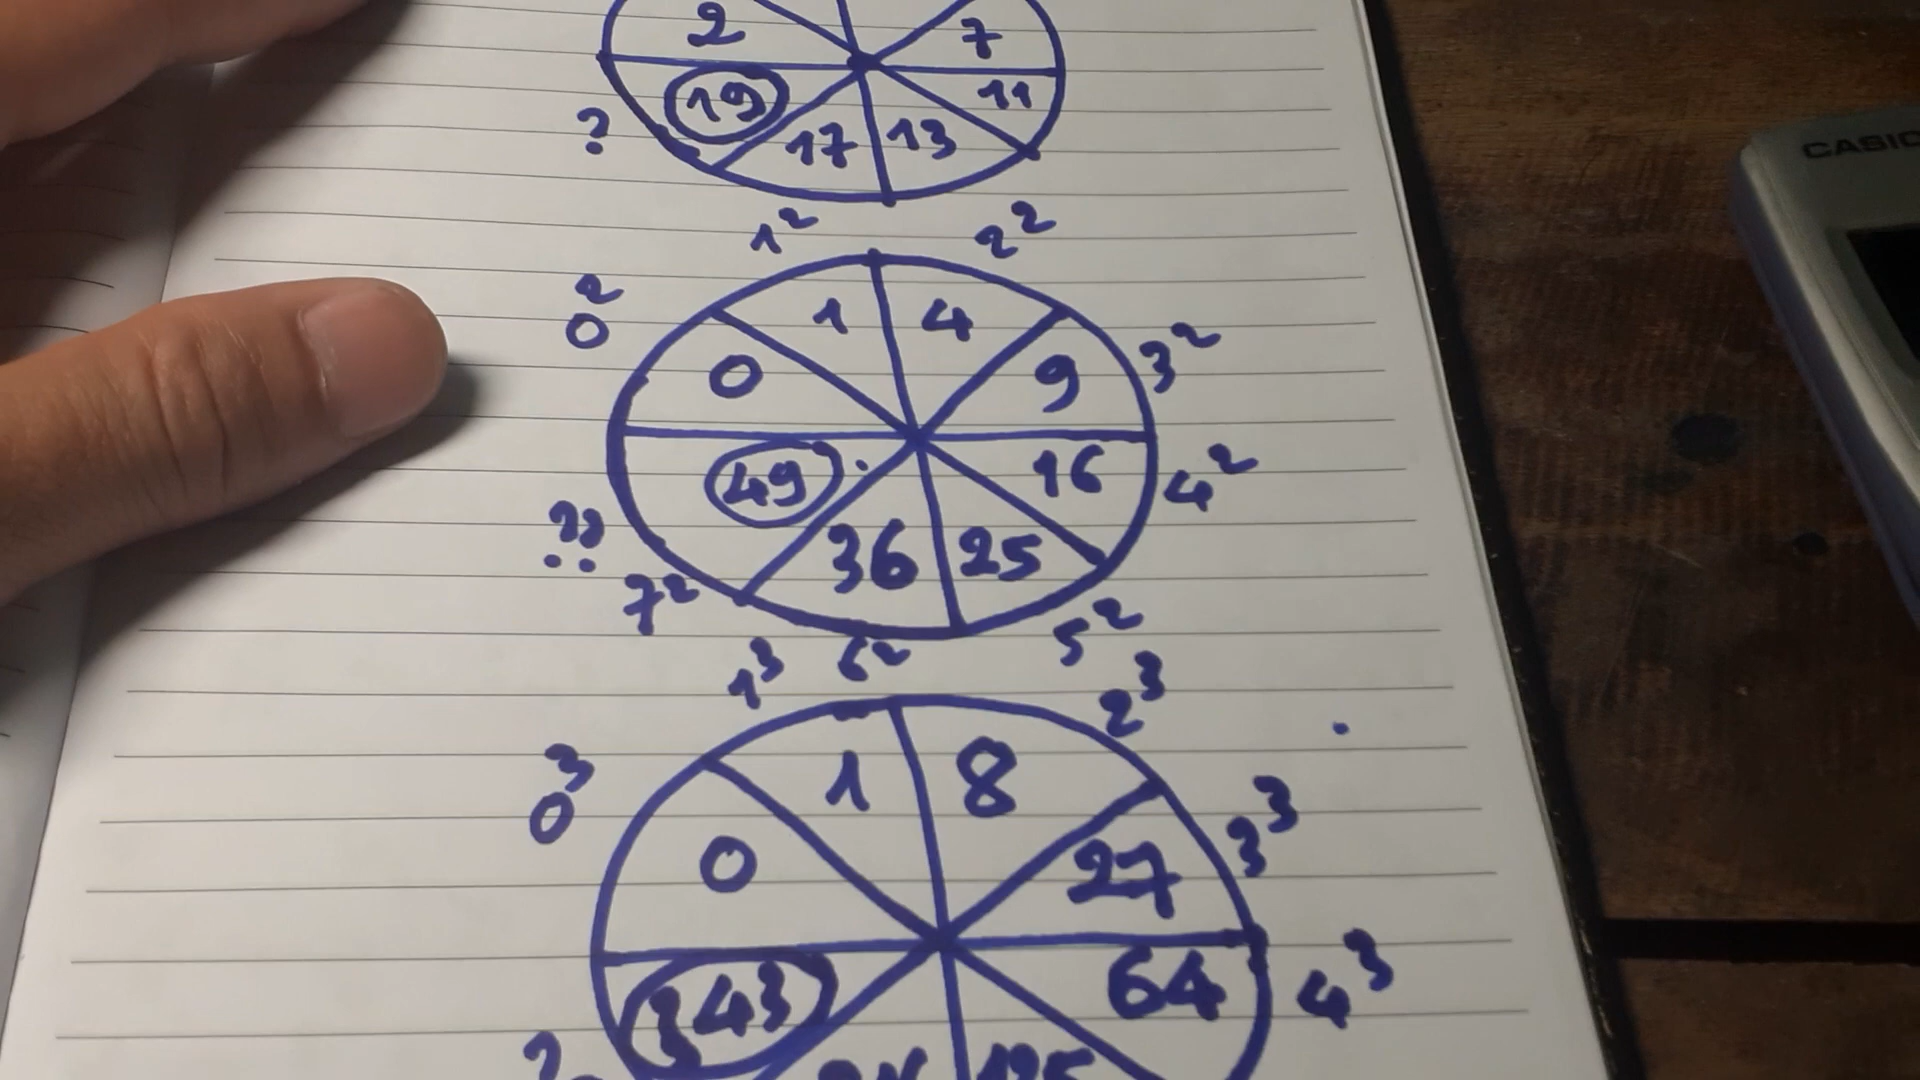 2 7
19 11
? 17 13
1² 2²
0² 1 4 3²
0 9
49 16 4²
?? 36 25
7² 6² 5²
1³ 2³
0³ 1 8 3³
0 27
343 64 4³
? 125
CASIO